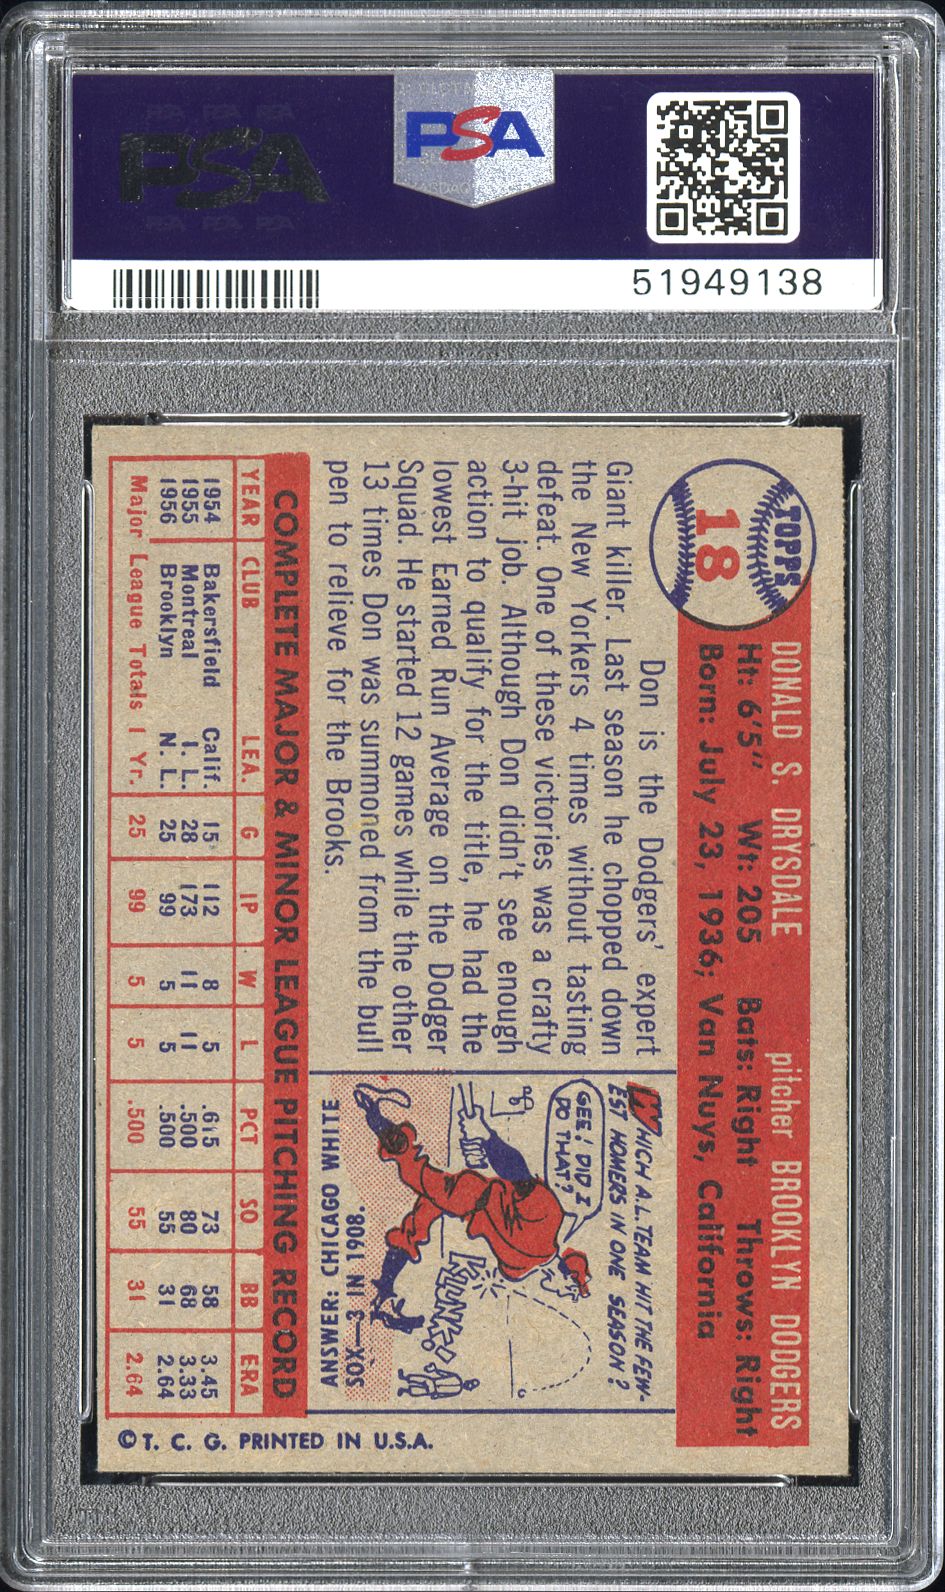 PSA
PSA
51949138
TOPPS
18
DONALD S. DRYSDALE pitcher BROOKLYN DODGERS
Ht: 6'5" Wt: 205 Bats: Right Throws: Right
Born: July 23, 1936; Van Nuys, California
Don is the Dodgers' expert
Giant killer. Last season he chopped down
the New Yorkers 4 times without tasting
defeat. One of these victories was a crafty
3-hit job. Although Don didn't see enough
action to qualify for the title, he had the
lowest Earned Run Average on the Dodger
Squad. He started 12 games while the other
13 times Don was summoned from the bull
pen to relieve for the Brooks.
WHICH A.L. TEAM HIT THE FEW-
EST HOMERS IN ONE SEASON?
GEE! DID I
DO THAT?
KLUNK!
ANSWER: CHICAGO WHITE
SOX—3 IN 1908.
COMPLETE MAJOR & MINOR LEAGUE PITCHING RECORD
YEAR CLUB LEA. G IP W L PCT SO BB ERA
1954 Bakersfield Calif. 15 112 8 5 .615 73 58 3.45
1955 Montreal I. L. 28 173 11 11 .500 80 68 3.33
1956 Brooklyn N. L. 25 99 5 5 .500 55 31 2.64
Major League Totals 1 Yr. 25 99 5 5 .500 55 31 2.64
© T. C. G. PRINTED IN U.S.A.